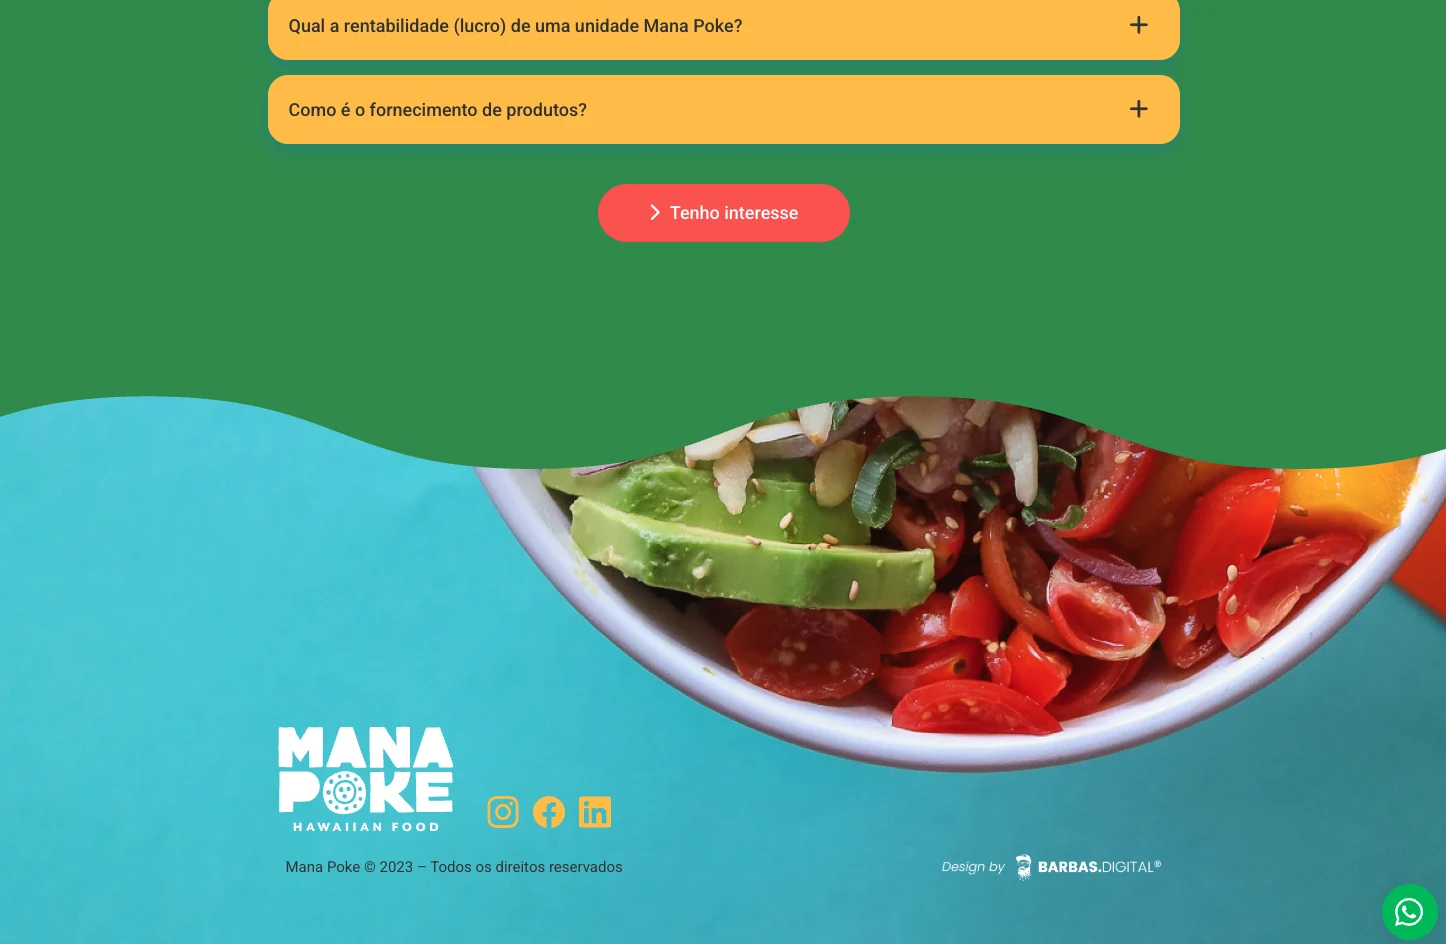 Qual a rentabilidade (lucro) de uma unidade Mana Poke?
Como é o fornecimento de produtos?
Tenho interesse
MANA
POKE
HAWAIIAN FOOD
Mana Poke © 2023 – Todos os direitos reservados
Design by BARBAS.DIGITAL®